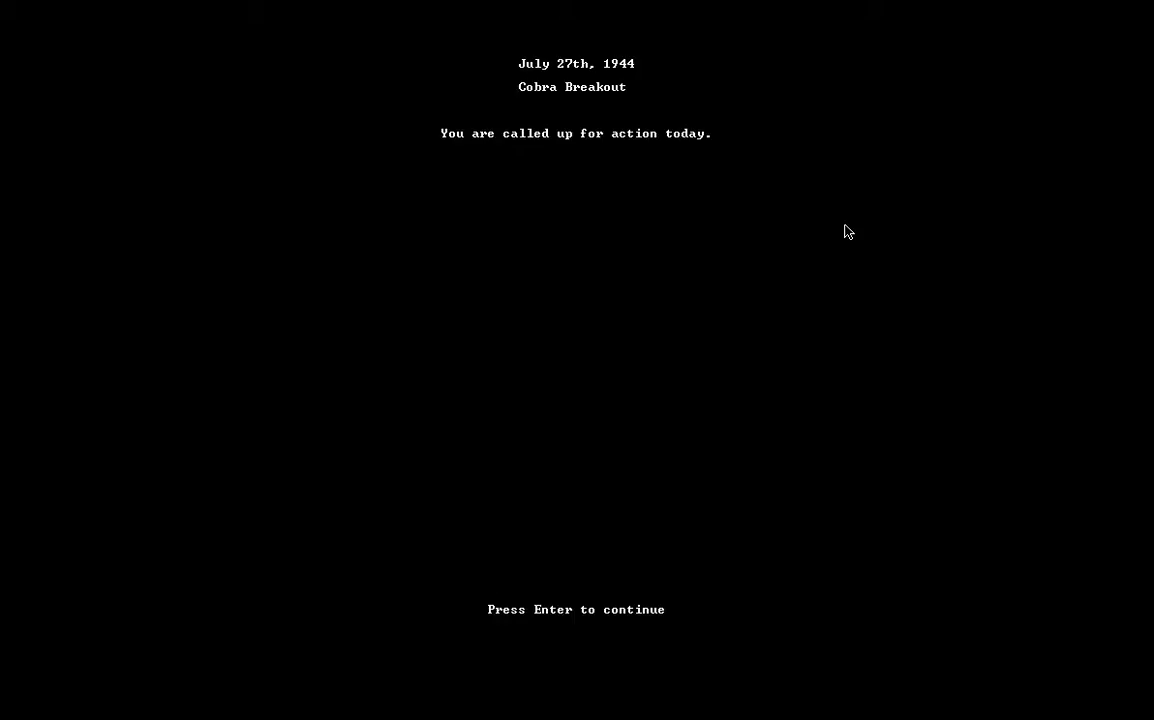 July 27th, 1944
Cobra Breakout
You are called up for action today.
Press Enter to continue